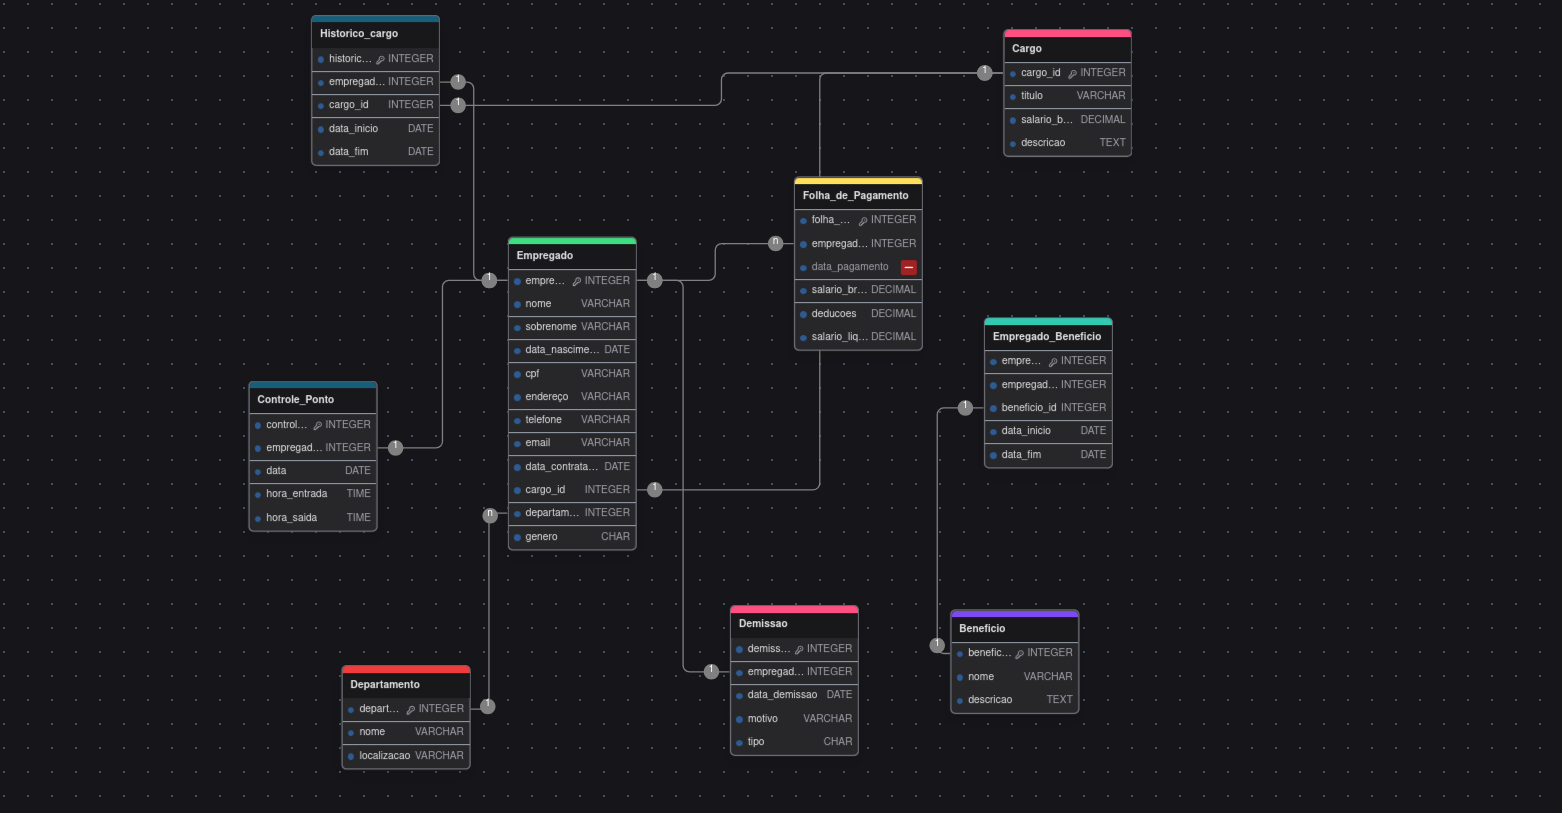 Historico_cargo
historic... INTEGER
empregad... INTEGER
cargo_id INTEGER
data_inicio DATE
data_fim DATE
1
1
1
Cargo
cargo_id INTEGER
titulo VARCHAR
salario_b... DECIMAL
descricao TEXT
Folha_de_Pagamento
folha_... INTEGER
empregad... INTEGER
data_pagamento
salario_br... DECIMAL
deducoes DECIMAL
salario_liq... DECIMAL
n
Empregado
empre... INTEGER
nome VARCHAR
sobrenome VARCHAR
data_nascime... DATE
cpf VARCHAR
endereço VARCHAR
telefone VARCHAR
email VARCHAR
data_contrata... DATE
cargo_id INTEGER
departam... INTEGER
genero CHAR
1
1
1
n
Empregado_Beneficio
empre... INTEGER
empregad... INTEGER
beneficio_id INTEGER
data_inicio DATE
data_fim DATE
1
Controle_Ponto
control... INTEGER
empregad... INTEGER
data DATE
hora_entrada TIME
hora_saida TIME
1
Demissao
demiss... INTEGER
empregad... INTEGER
data_demissao DATE
motivo VARCHAR
tipo CHAR
1
Beneficio
benefic... INTEGER
nome VARCHAR
descricao TEXT
1
Departamento
depart... INTEGER
nome VARCHAR
localizacao VARCHAR
1